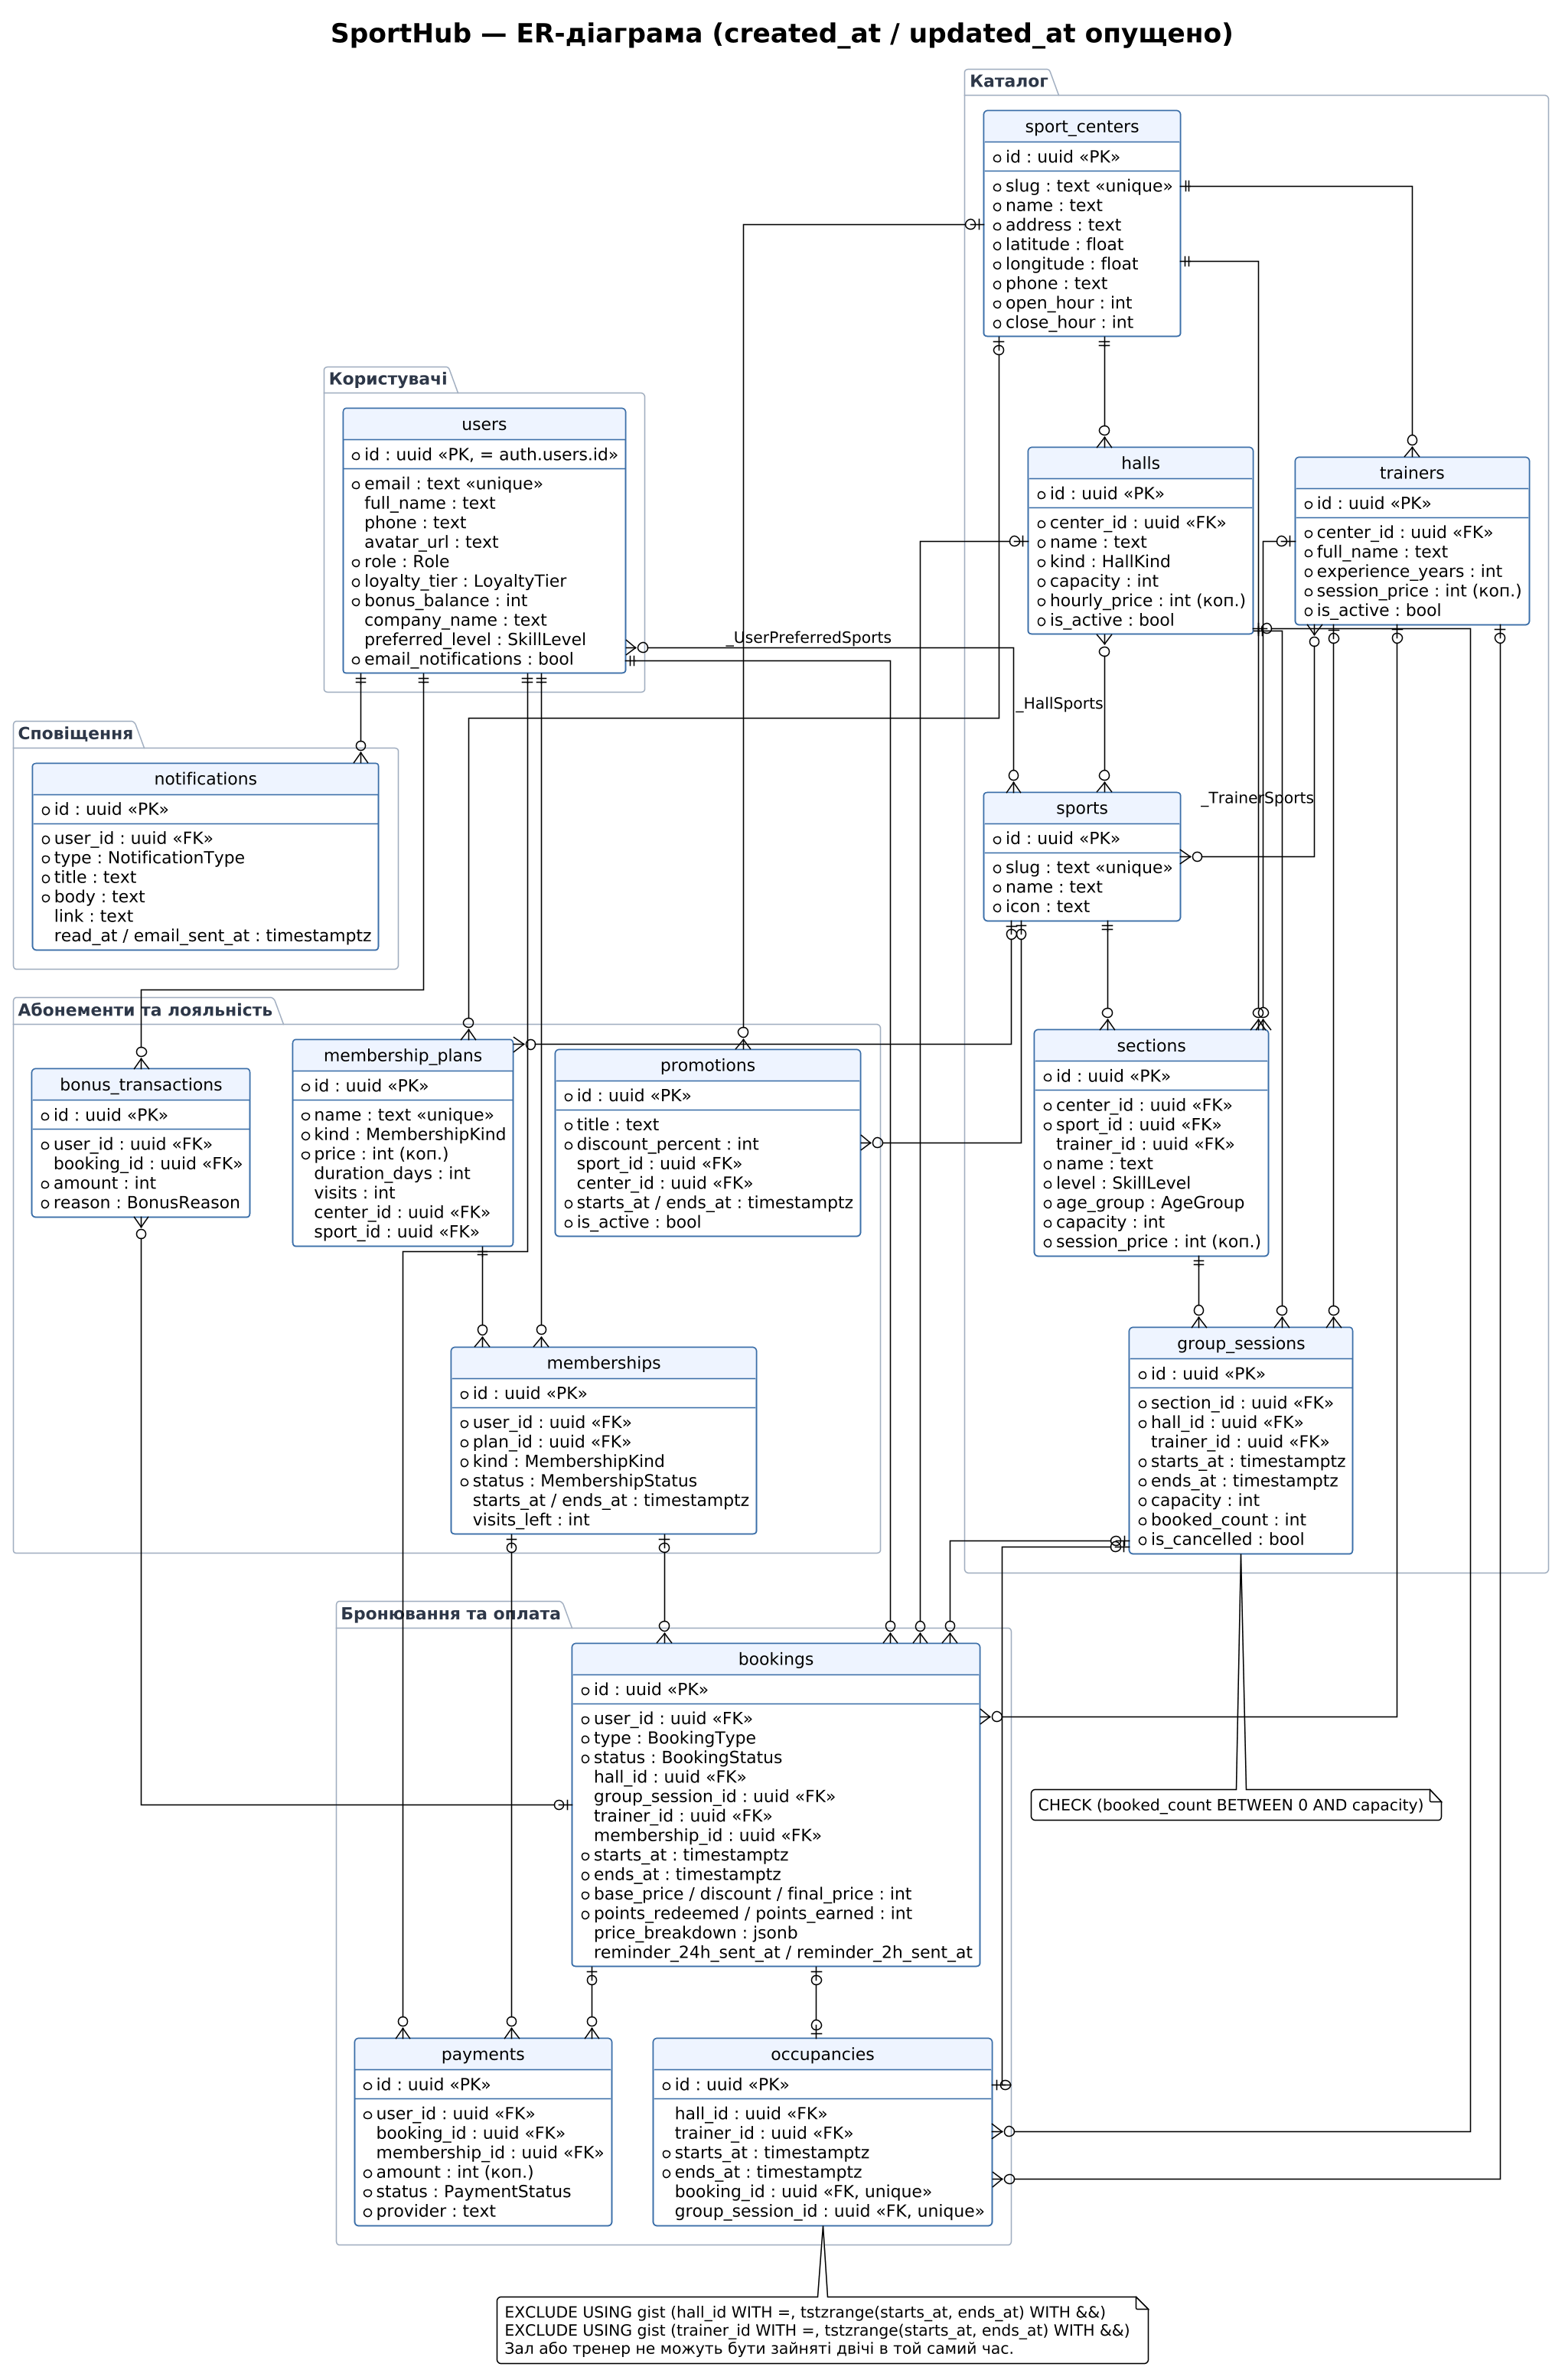 SportHub — ER-діаграма (created_at / updated_at опущено)
Каталог
sport_centers
id : uuid «PK»
slug : text «unique»
name : text
address : text
latitude : float
longitude : float
phone : text
open_hour : int
close_hour : int
Користувачі
users
id : uuid «PK, = auth.users.id»
email : text «unique»
full_name : text
phone : text
avatar_url : text
role : Role
loyalty_tier : LoyaltyTier
bonus_balance : int
company_name : text
preferred_level : SkillLevel
email_notifications : bool
halls
id : uuid «PK»
center_id : uuid «FK»
name : text
kind : HallKind
capacity : int
hourly_price : int (коп.)
is_active : bool
trainers
id : uuid «PK»
center_id : uuid «FK»
full_name : text
experience_years : int
session_price : int (коп.)
is_active : bool
_UserPreferredSports
_HallSports
_TrainerSports
Сповіщення
notifications
id : uuid «PK»
user_id : uuid «FK»
type : NotificationType
title : text
body : text
link : text
read_at / email_sent_at : timestamptz
sports
id : uuid «PK»
slug : text «unique»
name : text
icon : text
Абонементи та лояльність
bonus_transactions
id : uuid «PK»
user_id : uuid «FK»
booking_id : uuid «FK»
amount : int
reason : BonusReason
membership_plans
id : uuid «PK»
name : text «unique»
kind : MembershipKind
price : int (коп.)
duration_days : int
visits : int
center_id : uuid «FK»
sport_id : uuid «FK»
promotions
id : uuid «PK»
title : text
discount_percent : int
sport_id : uuid «FK»
center_id : uuid «FK»
starts_at / ends_at : timestamptz
is_active : bool
sections
id : uuid «PK»
center_id : uuid «FK»
sport_id : uuid «FK»
trainer_id : uuid «FK»
name : text
level : SkillLevel
age_group : AgeGroup
capacity : int
session_price : int (коп.)
memberships
id : uuid «PK»
user_id : uuid «FK»
plan_id : uuid «FK»
kind : MembershipKind
status : MembershipStatus
starts_at / ends_at : timestamptz
visits_left : int
group_sessions
id : uuid «PK»
section_id : uuid «FK»
hall_id : uuid «FK»
trainer_id : uuid «FK»
starts_at : timestamptz
ends_at : timestamptz
capacity : int
booked_count : int
is_cancelled : bool
Бронювання та оплата
bookings
id : uuid «PK»
user_id : uuid «FK»
type : BookingType
status : BookingStatus
hall_id : uuid «FK»
group_session_id : uuid «FK»
trainer_id : uuid «FK»
membership_id : uuid «FK»
starts_at : timestamptz
ends_at : timestamptz
base_price / discount / final_price : int
points_redeemed / points_earned : int
price_breakdown : jsonb
reminder_24h_sent_at / reminder_2h_sent_at
CHECK (booked_count BETWEEN 0 AND capacity)
payments
id : uuid «PK»
user_id : uuid «FK»
booking_id : uuid «FK»
membership_id : uuid «FK»
amount : int (коп.)
status : PaymentStatus
provider : text
occupancies
id : uuid «PK»
hall_id : uuid «FK»
trainer_id : uuid «FK»
starts_at : timestamptz
ends_at : timestamptz
booking_id : uuid «FK, unique»
group_session_id : uuid «FK, unique»
EXCLUDE USING gist (hall_id WITH =, tstzrange(starts_at, ends_at) WITH &&)
EXCLUDE USING gist (trainer_id WITH =, tstzrange(starts_at, ends_at) WITH &&)
Зал або тренер не можуть бути зайняті двічі в той самий час.